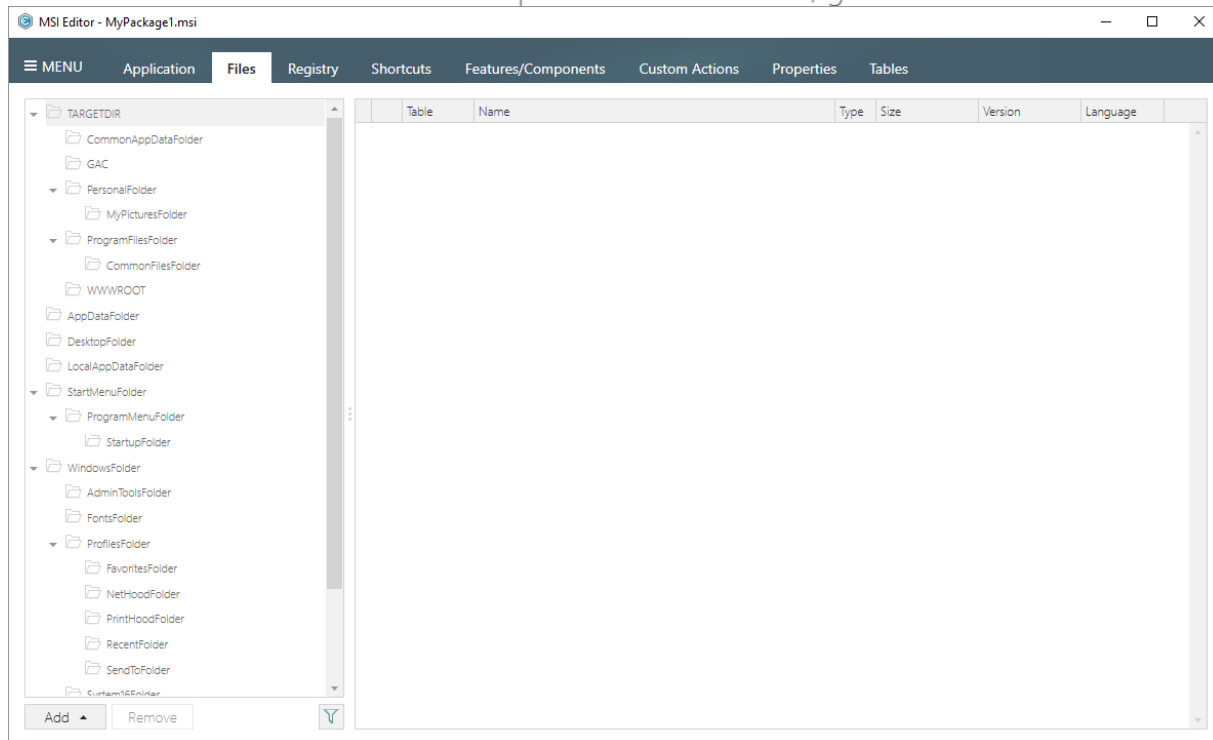 MSI Editor - MyPackage1.msi
MENU Application Files Registry Shortcuts Features/Components Custom Actions Properties Tables
Table Name Type Size Version Language
TARGETDIR
CommonAppDataFolder
GAC
PersonalFolder
MyPicturesFolder
ProgramFilesFolder
CommonFilesFolder
WWWROOT
AppDataFolder
DesktopFolder
LocalAppDataFolder
StartMenuFolder
ProgramMenuFolder
StartupFolder
WindowsFolder
AdminToolsFolder
FontsFolder
ProfilesFolder
FavoritesFolder
NetHoodFolder
PrintHoodFolder
RecentFolder
SendToFolder
System16Folder
Add Remove